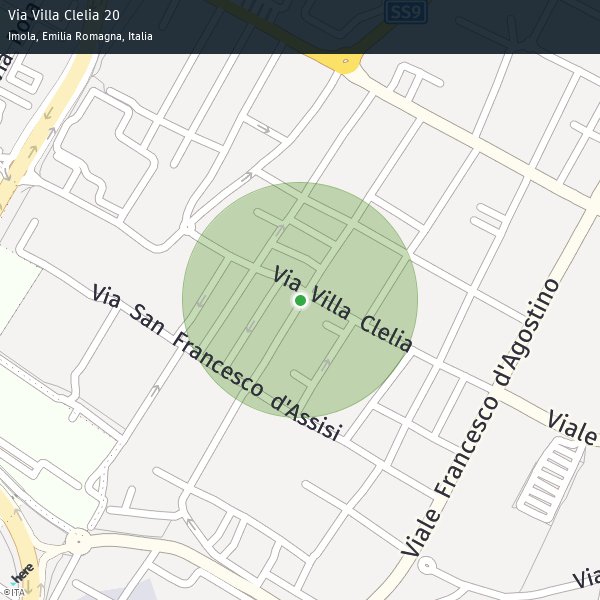 Via Villa Clelia 20
Imola, Emilia Romagna, Italia
SS9
Via Villa Clelia
Via San Francesco d'Assisi
Viale Francesco d'Agostino
Viale
Via
here
©ITA